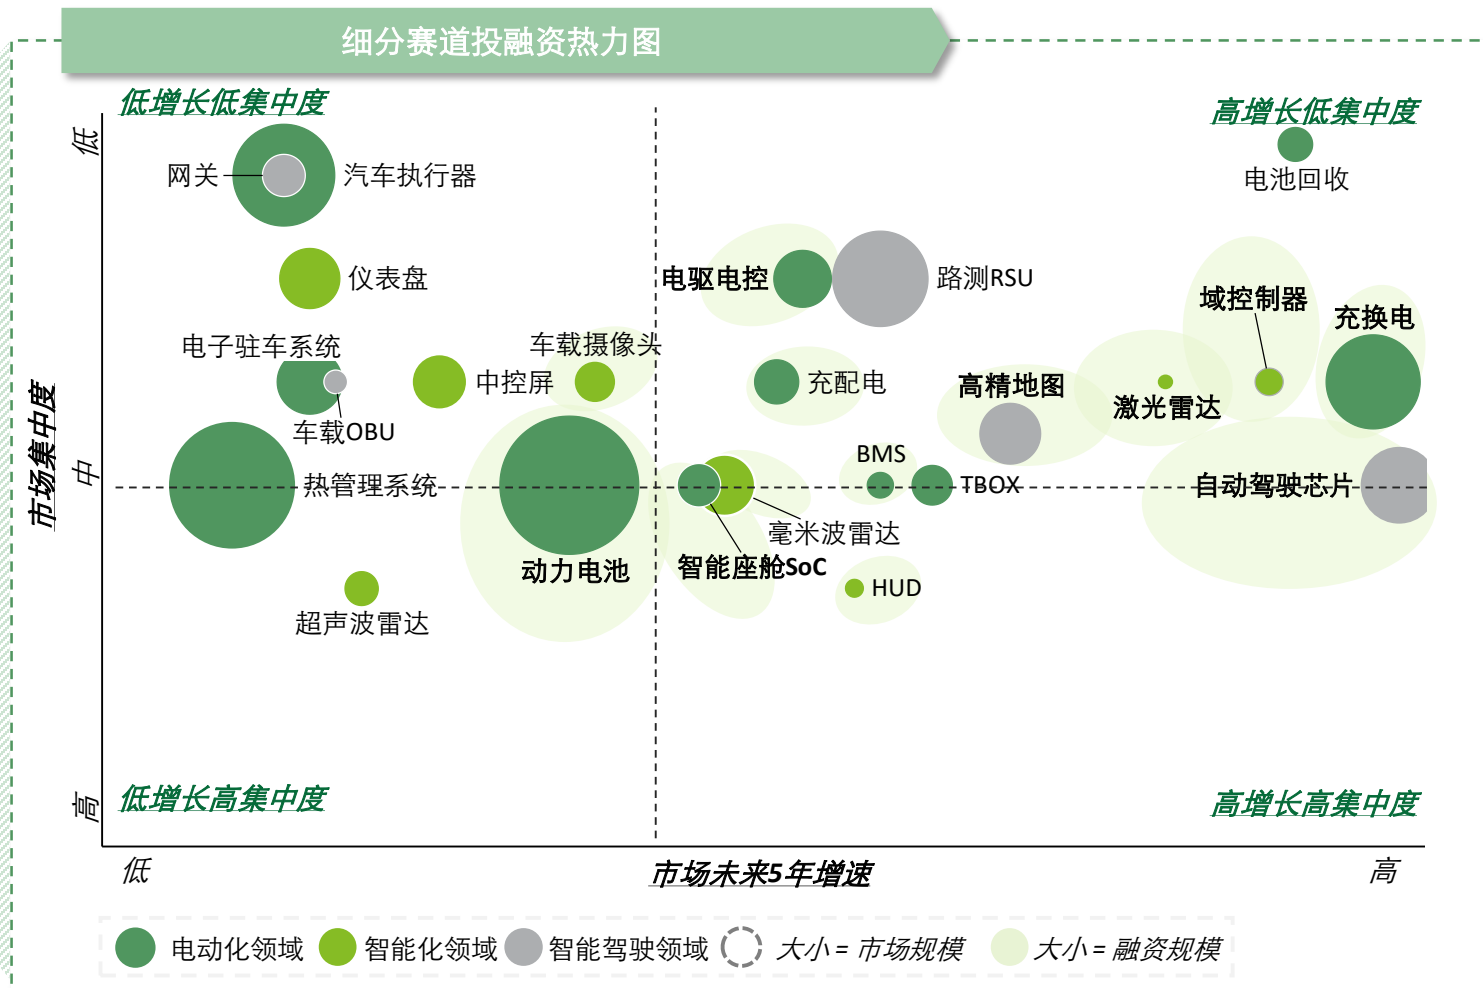 细分赛道投融资热力图
低增长低集中度
高增长低集中度
低
网关
汽车执行器
电池回收
仪表盘
电驱电控
路测RSU
域控制器
充换电
电子驻车系统
车载摄像头
中控屏
充配电
高精地图
激光雷达
车载OBU
市场集中度
中
热管理系统
BMS
TBOX
自动驾驶芯片
毫米波雷达
动力电池
智能座舱SoC
HUD
超声波雷达
高
低增长高集中度
高增长高集中度
低
市场未来5年增速
高
电动化领域
智能化领域
智能驾驶领域
大小 = 市场规模
大小 = 融资规模